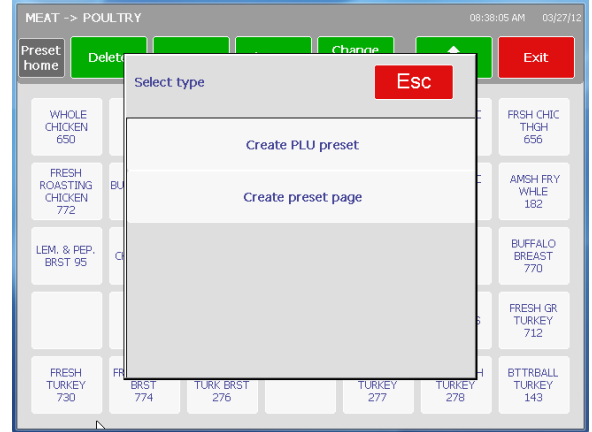 MEAT -> POULTRY
08:38:05 AM 03/27/12
Preset
home
Delete
Change
Exit
Select type
Esc
Create PLU preset
Create preset page
WHOLE
CHICKEN
650
FRSH CHIC
THGH
656
FRESH
ROASTING
CHICKEN
772
AMSH FRY
WHLE
182
LEM. & PEP.
BRST 95
BUFFALO
BREAST
770
FRESH GR
TURKEY
712
FRESH
TURKEY
730
BRST
774
TURK BRST
276
TURKEY
277
TURKEY
278
BTTRBALL
TURKEY
143